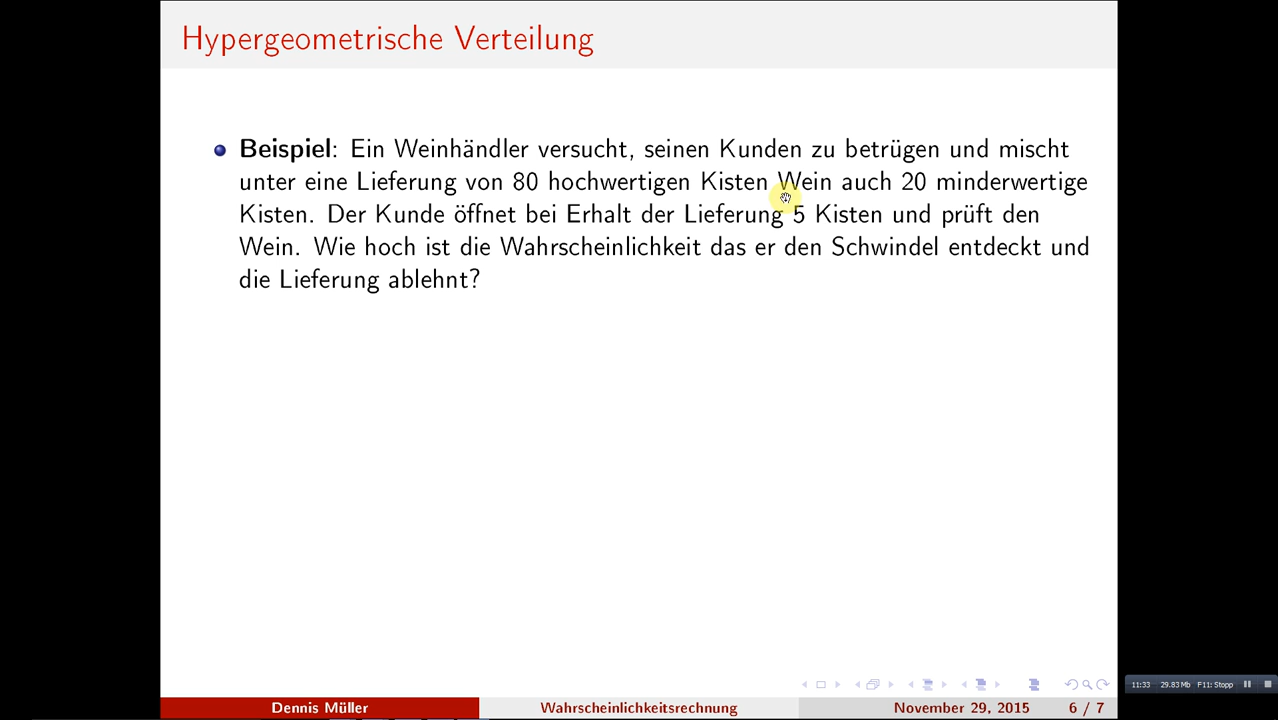 Hypergeometrische Verteilung
Beispiel: Ein Weinhändler versucht, seinen Kunden zu betrügen und mischt
unter eine Lieferung von 80 hochwertigen Kisten Wein auch 20 minderwertige
Kisten. Der Kunde öffnet bei Erhalt der Lieferung 5 Kisten und prüft den
Wein. Wie hoch ist die Wahrscheinlichkeit das er den Schwindel entdeckt und
die Lieferung ablehnt?
11:33 29.83 Mb F11: Stopp
Dennis Müller Wahrscheinlichkeitsrechnung November 29, 2015 6 / 7